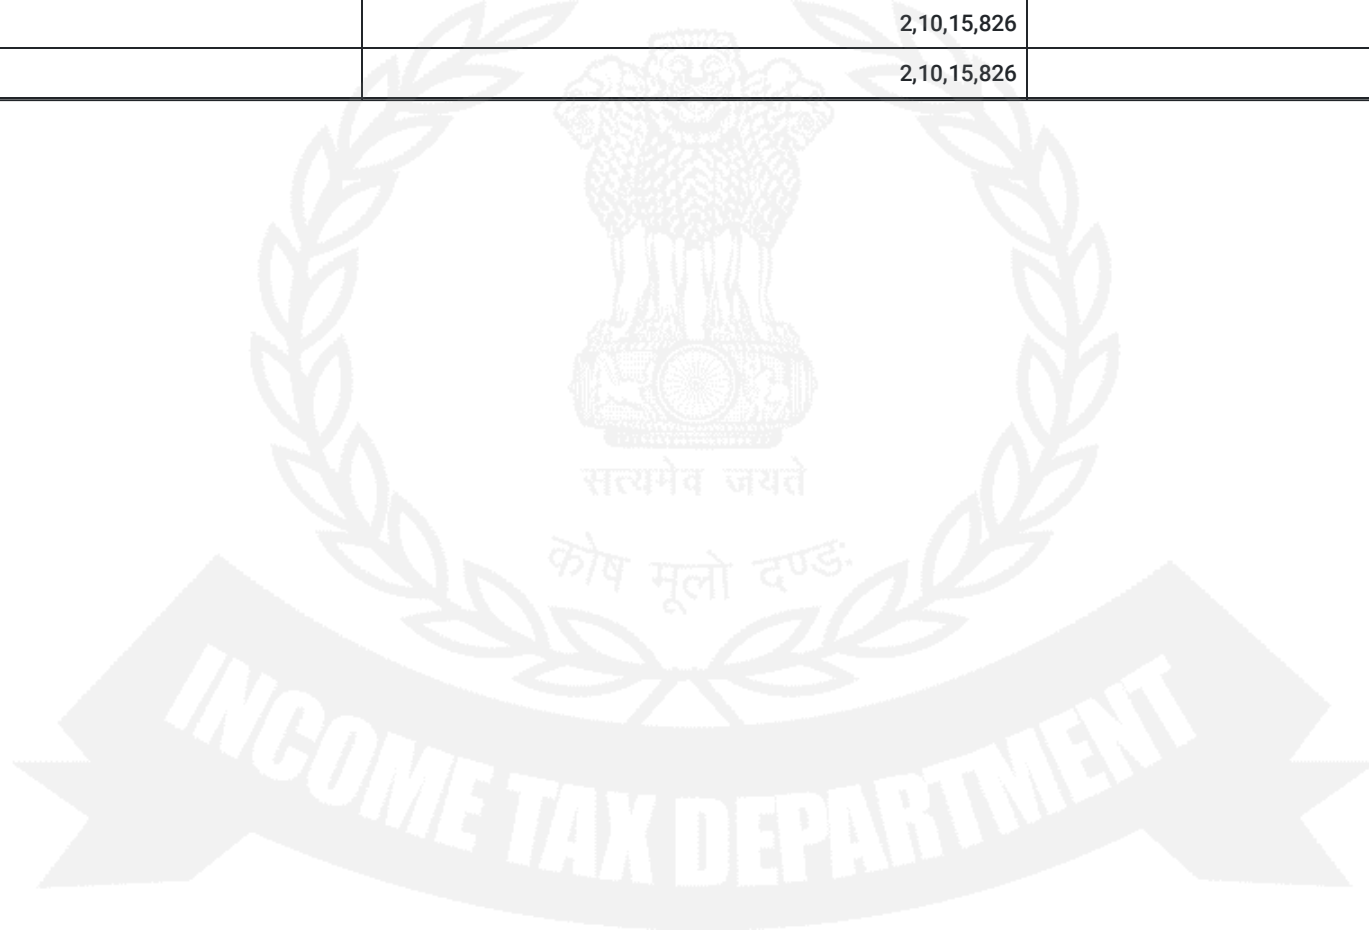 2,10,15,826
2,10,15,826
सत्यमेव जयते
कोष मूलो दण्डः
INCOME TAX DEPARTMENT